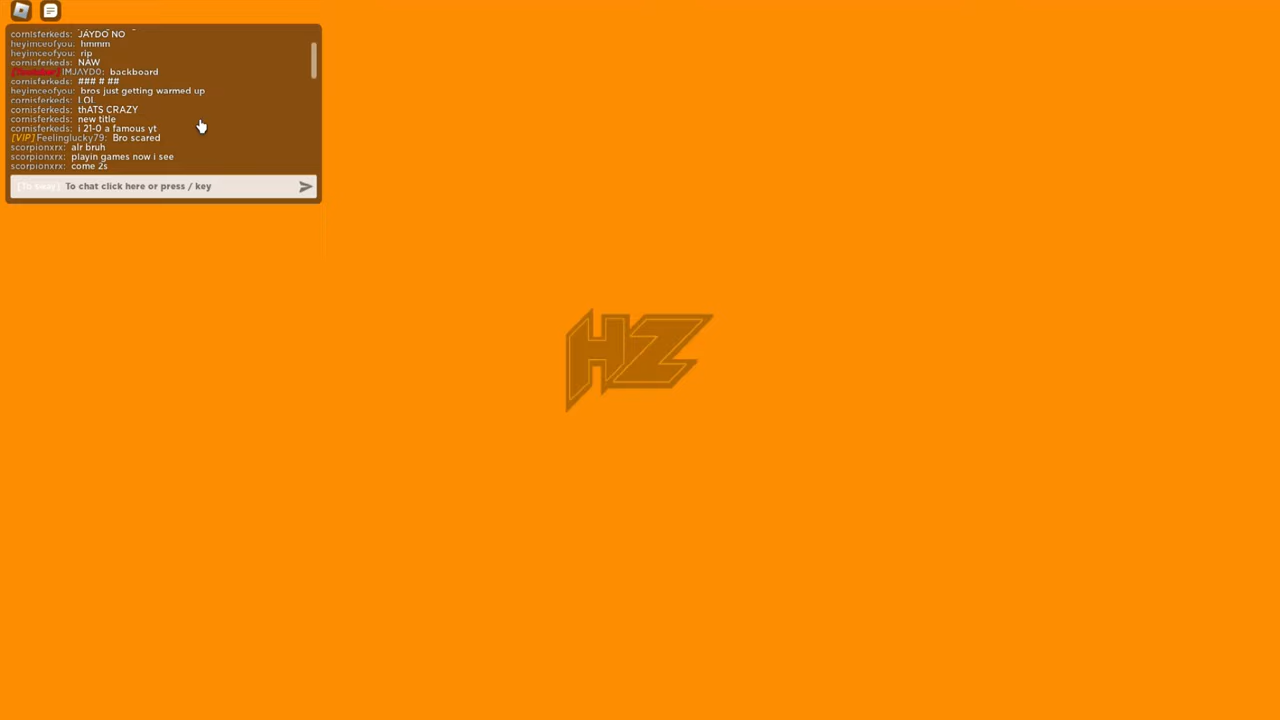 cornisferkeds: JAYDO NO
heyimceofyou: hmmm
heyimceofyou: rip
cornisferkeds: NAW
IMJAYD0: backboard
cornisferkeds: ### # ##
heyimceofyou: bros just getting warmed up
cornisferkeds: LOL
cornisferkeds: thATS CRAZY
cornisferkeds: new title
cornisferkeds: i 21-0 a famous yt
[VIP] Feelinglucky79: Bro scared
scorpionxrx: alr bruh
scorpionxrx: playin games now i see
scorpionxrx: come 2s
To chat click here or press / key
HZ